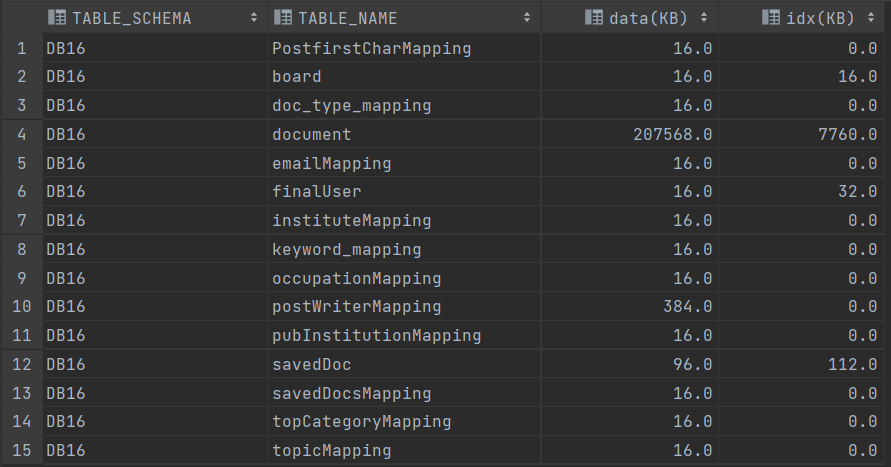 TABLE_SCHEMA TABLE_NAME data(KB) idx(KB)
1 DB16 PostfirstCharMapping 16.0 0.0
2 DB16 board 16.0 16.0
3 DB16 doc_type_mapping 16.0 0.0
4 DB16 document 207568.0 7760.0
5 DB16 emailMapping 16.0 0.0
6 DB16 finalUser 16.0 32.0
7 DB16 instituteMapping 16.0 0.0
8 DB16 keyword_mapping 16.0 0.0
9 DB16 occupationMapping 16.0 0.0
10 DB16 postWriterMapping 384.0 0.0
11 DB16 pubInstitutionMapping 16.0 0.0
12 DB16 savedDoc 96.0 112.0
13 DB16 savedDocsMapping 16.0 0.0
14 DB16 topCategoryMapping 16.0 0.0
15 DB16 topicMapping 16.0 0.0